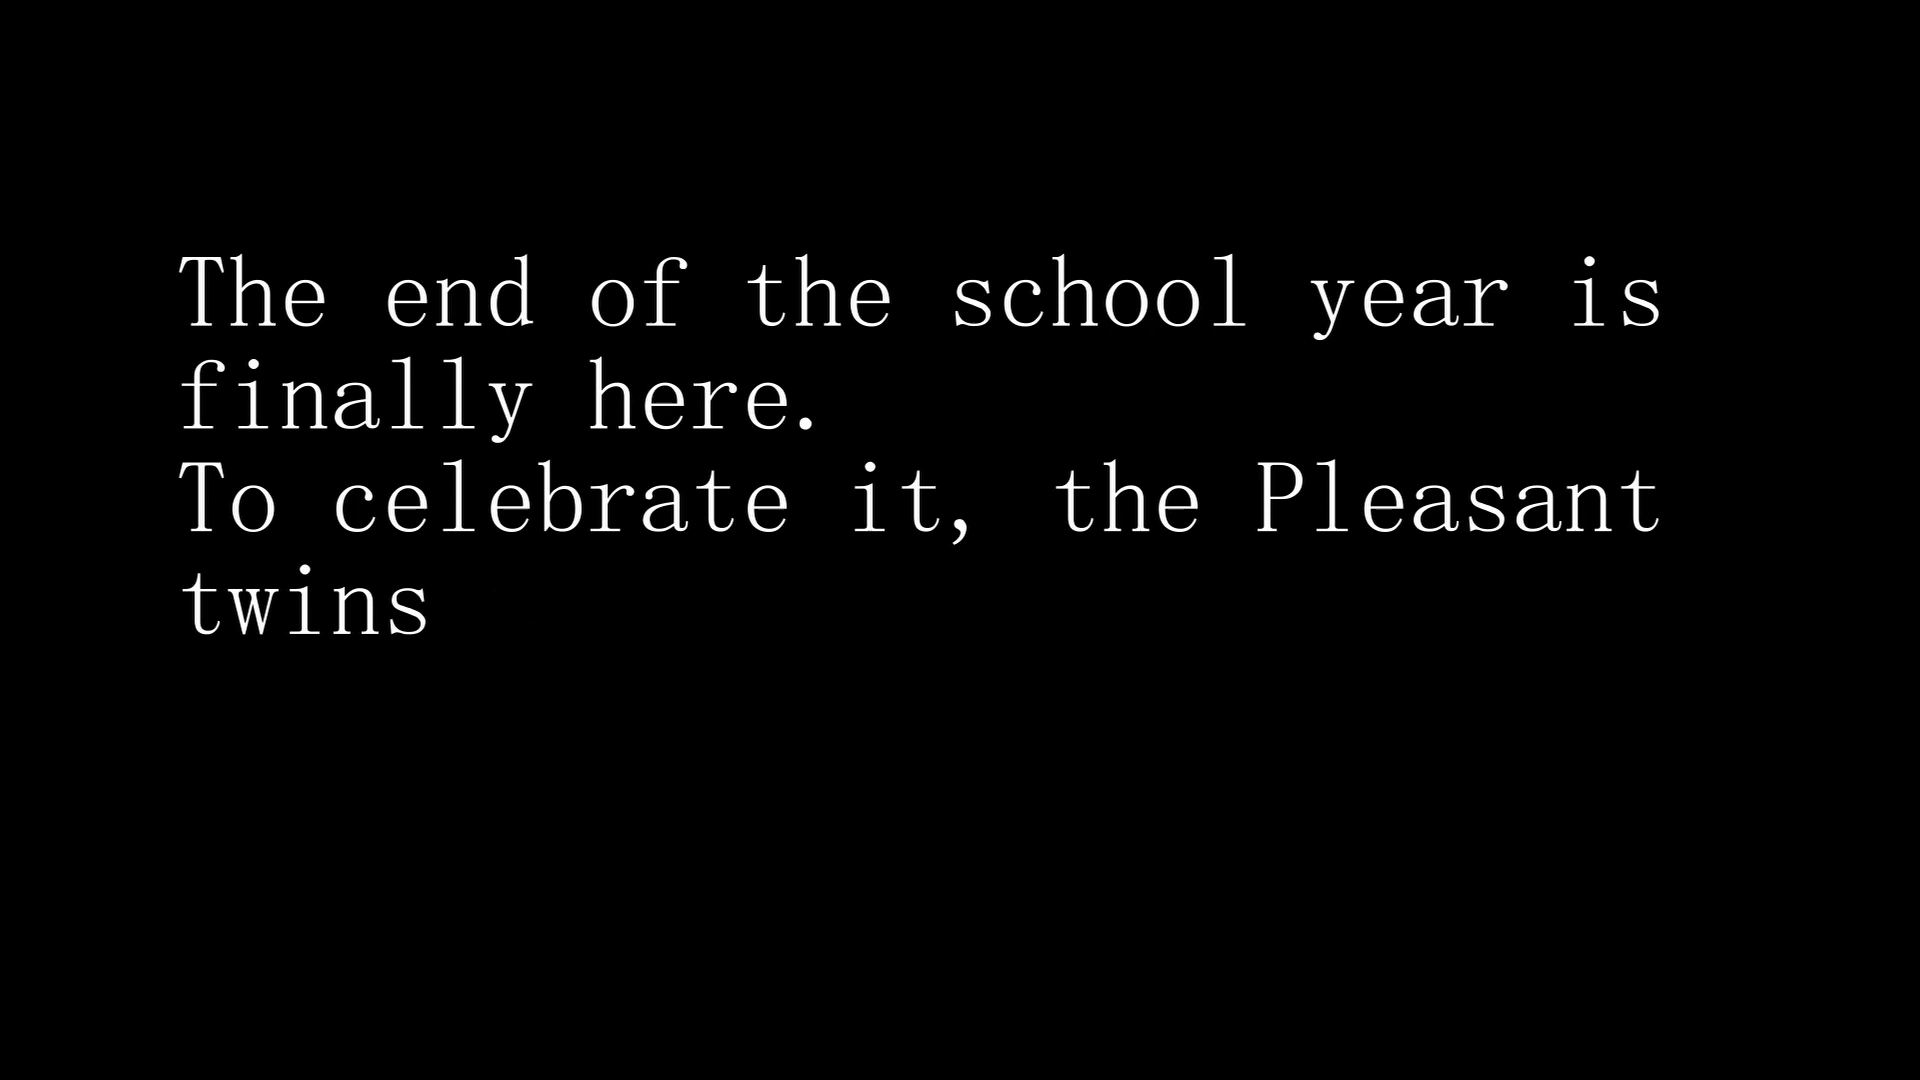 The end of the school year is
finally here.
To celebrate it, the Pleasant
twins